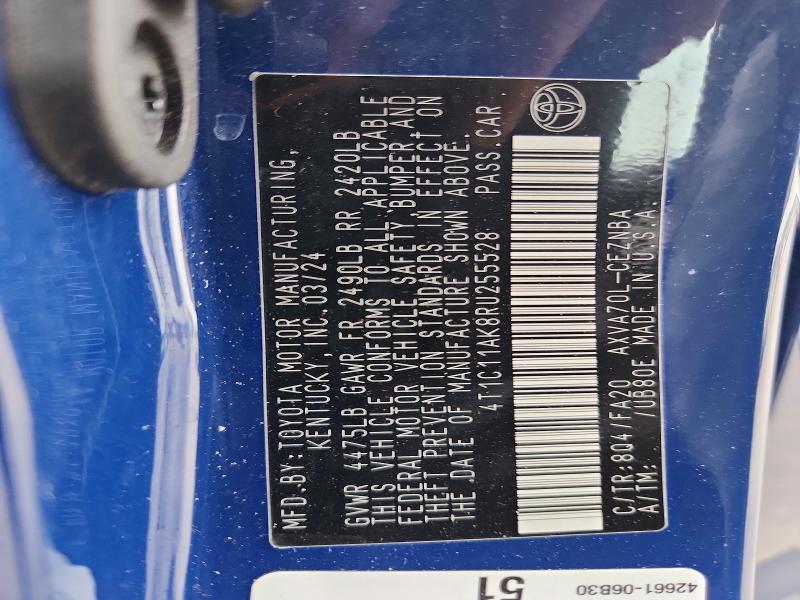 MFD.BY:TOYOTA MOTOR MANUFACTURING,
KENTUCKY, INC. 03/24
GVWR 4475LB GAWR FR 2490LB RR 2420LB
THIS VEHICLE CONFORMS TO ALL APPLICABLE
FEDERAL MOTOR VEHICLE SAFETY BUMPER,AND
THEFT PREVENTION STANDARDS IN EFFECT ON
THE DATE OF MANUFACTURE SHOWN ABOVE.
4T1C11AK8RU255528 PASS.CAR
C/TR:8Q4/FA20 AXVA70L-CEZNBA
A/TM: /UB80E MADE IN U.S.A.
42661-06B30
51